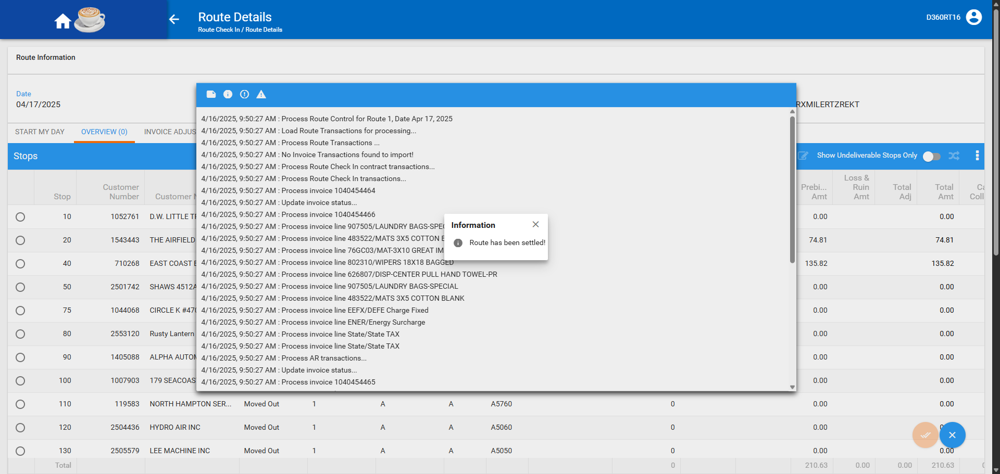 Route Details
Route Check In / Route Details
D360RT16
Route Information
Date
04/17/2025
RXMILERTZREKT
START MY DAY
OVERVIEW (0)
INVOICE ADJUS
Stops
Show Undeliverable Stops Only
Stop
Customer Number
Customer N
Prebi... Amt
Loss & Ruin Amt
Total Adj
Total Amt
Ca
Coll
4/16/2025, 9:50:27 AM : Process Route Control for Route 1, Date Apr 17, 2025
4/16/2025, 9:50:27 AM : Load Route Transactions for processing...
4/16/2025, 9:50:27 AM : Process Route Transactions ...
4/16/2025, 9:50:27 AM : No Invoice Transactions found to import!
4/16/2025, 9:50:27 AM : Process Route Check In contract transactions...
4/16/2025, 9:50:27 AM : Process Route Check In transactions...
4/16/2025, 9:50:27 AM : Process invoice 1040454464
4/16/2025, 9:50:27 AM : Update invoice status...
4/16/2025, 9:50:27 AM : Process invoice 1040454466
4/16/2025, 9:50:27 AM : Process invoice line 907505/LAUNDRY BAGS-SPEC
4/16/2025, 9:50:27 AM : Process invoice line 483522/MATS 3X5 COTTON B
4/16/2025, 9:50:27 AM : Process invoice line 76GC03/MAT-3X10 GREAT IM
4/16/2025, 9:50:27 AM : Process invoice line 802310/WIPERS 18X18 BAGGED
4/16/2025, 9:50:27 AM : Process invoice line 626807/DISP-CENTER PULL HAND TOWEL-PR
4/16/2025, 9:50:27 AM : Process invoice line 907505/LAUNDRY BAGS-SPECIAL
4/16/2025, 9:50:27 AM : Process invoice line 483522/MATS 3X5 COTTON BLANK
4/16/2025, 9:50:27 AM : Process invoice line EEFX/DEFE Charge Fixed
4/16/2025, 9:50:27 AM : Process invoice line ENER/Energy Surcharge
4/16/2025, 9:50:27 AM : Process invoice line State/State TAX
4/16/2025, 9:50:27 AM : Process invoice line State/State TAX
4/16/2025, 9:50:27 AM : Process AR transactions...
4/16/2025, 9:50:27 AM : Update invoice status...
4/16/2025, 9:50:27 AM : Process invoice 1040454465
Information
Route has been settled!
10 1052761 D.W. LITTLE TF 0.00 0.00
20 1543443 THE AIRFIELD 74.81 74.81
40 710268 EAST COAST E 135.82 135.82
50 2501742 SHAWS 4512A 0.00 0.00
75 1044068 CIRCLE K #470 0.00 0.00
80 2553120 Rusty Lantern 0.00 0.00
90 1405088 ALPHA AUTOM 0.00 0.00
100 1007903 179 SEACOAS 0.00 0.00
110 119583 NORTH HAMPTON SER... Moved Out 1 A A A5760 0 0.00 0.00
120 2504436 HYDRO AIR INC Moved Out 1 A A A5060 0 0.00
130 2505579 LEE MACHINE INC Moved Out 1 A A A5050 0 0.00 0.00
Total 0 210.63 0.00 0.00 210.63